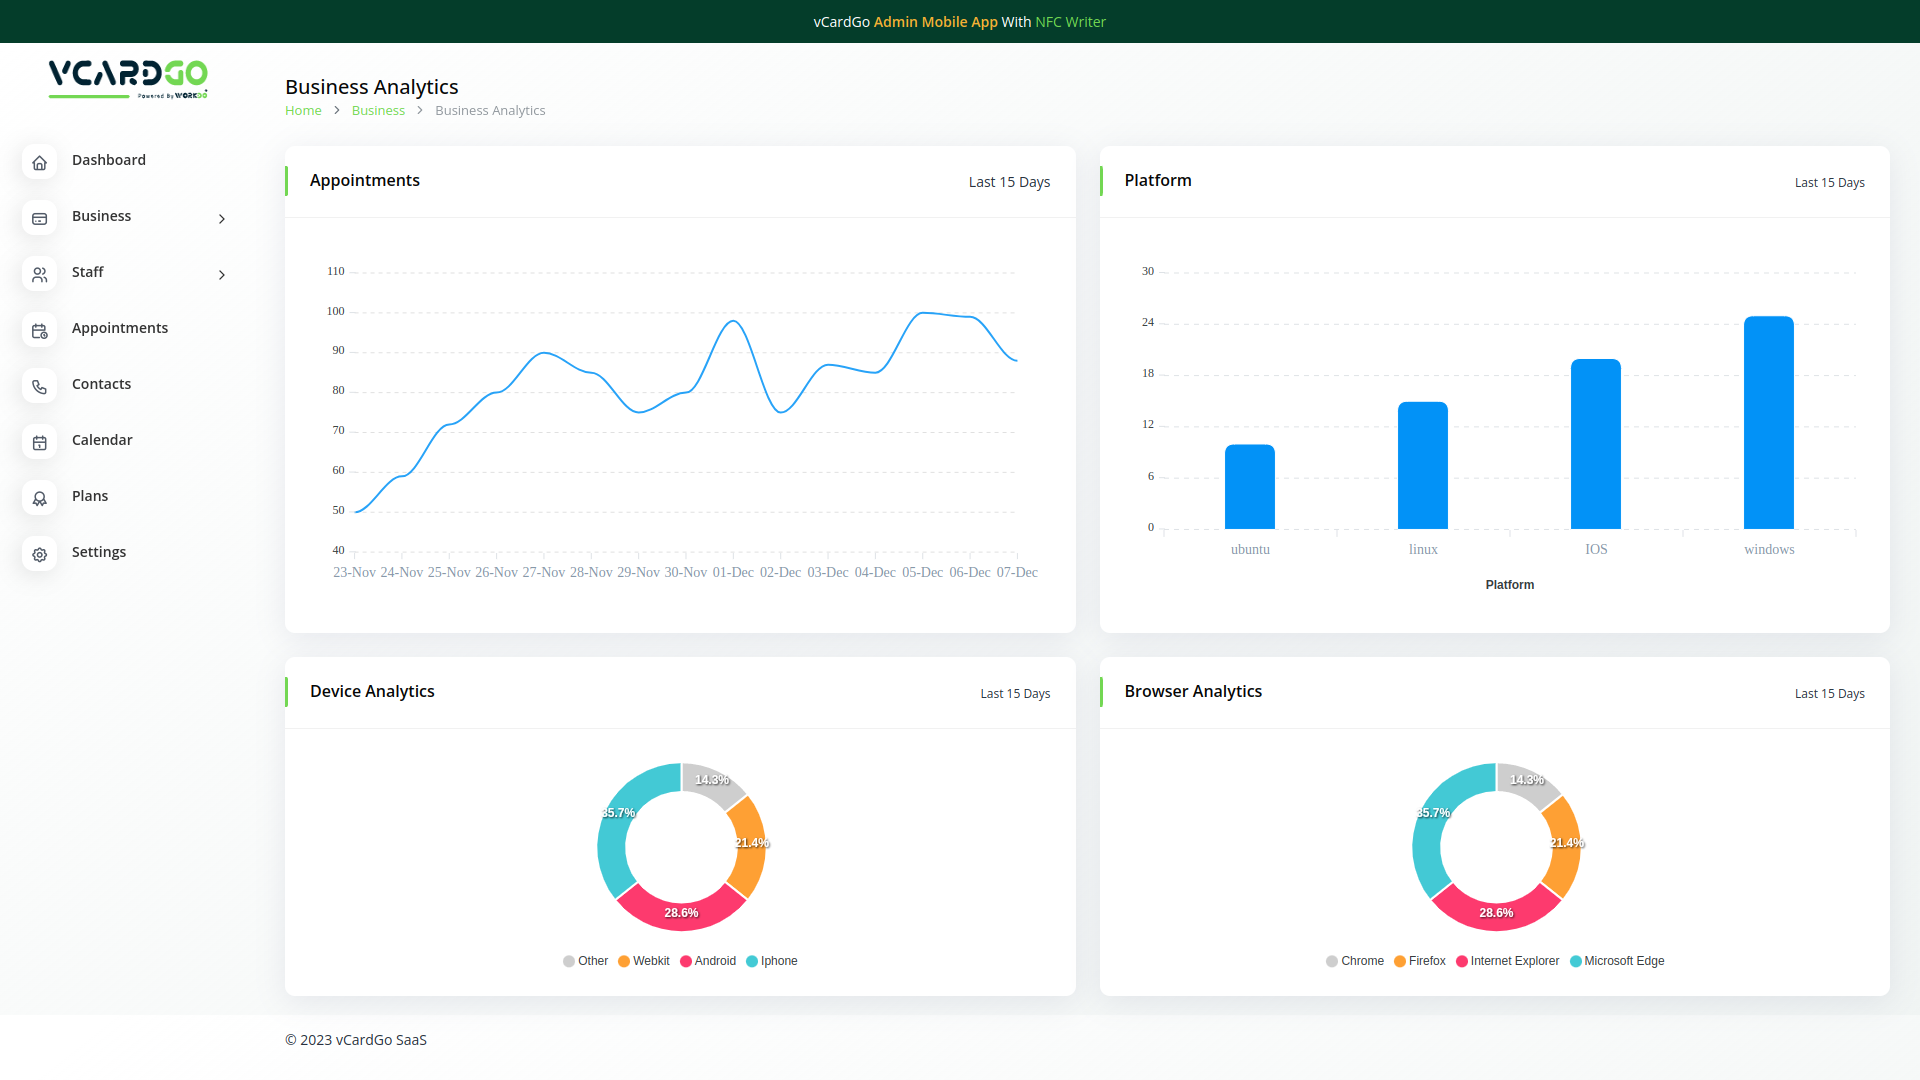 vCardGo Admin Mobile App With NFC Writer
VCARDGO
Powered By WORKDO
Dashboard
Business
Staff
Appointments
Contacts
Calendar
Plans
Settings
Business Analytics
Home > Business > Business Analytics
Appointments
Last 15 Days
110
100
90
80
70
60
50
40
23-Nov 24-Nov 25-Nov 26-Nov 27-Nov 28-Nov 29-Nov 30-Nov 01-Dec 02-Dec 03-Dec 04-Dec 05-Dec 06-Dec 07-Dec
Platform
Last 15 Days
30
24
18
12
6
0
ubuntu linux IOS windows
Platform
Device Analytics
Last 15 Days
14.3%
35.7%
21.4%
28.6%
Other Webkit Android Iphone
Browser Analytics
Last 15 Days
14.3%
35.7%
21.4%
28.6%
Chrome Firefox Internet Explorer Microsoft Edge
© 2023 vCardGo SaaS